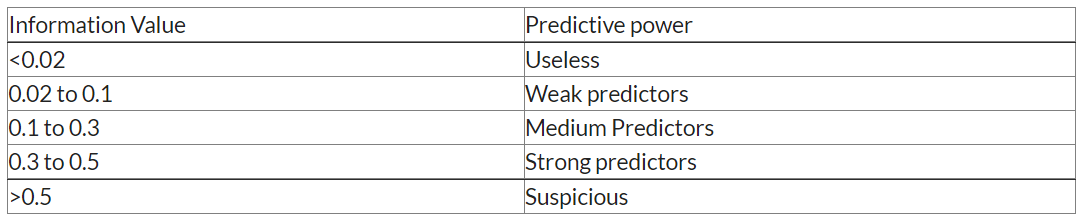 Information Value Predictive power
<0.02 Useless
0.02 to 0.1 Weak predictors
0.1 to 0.3 Medium Predictors
0.3 to 0.5 Strong predictors
>0.5 Suspicious